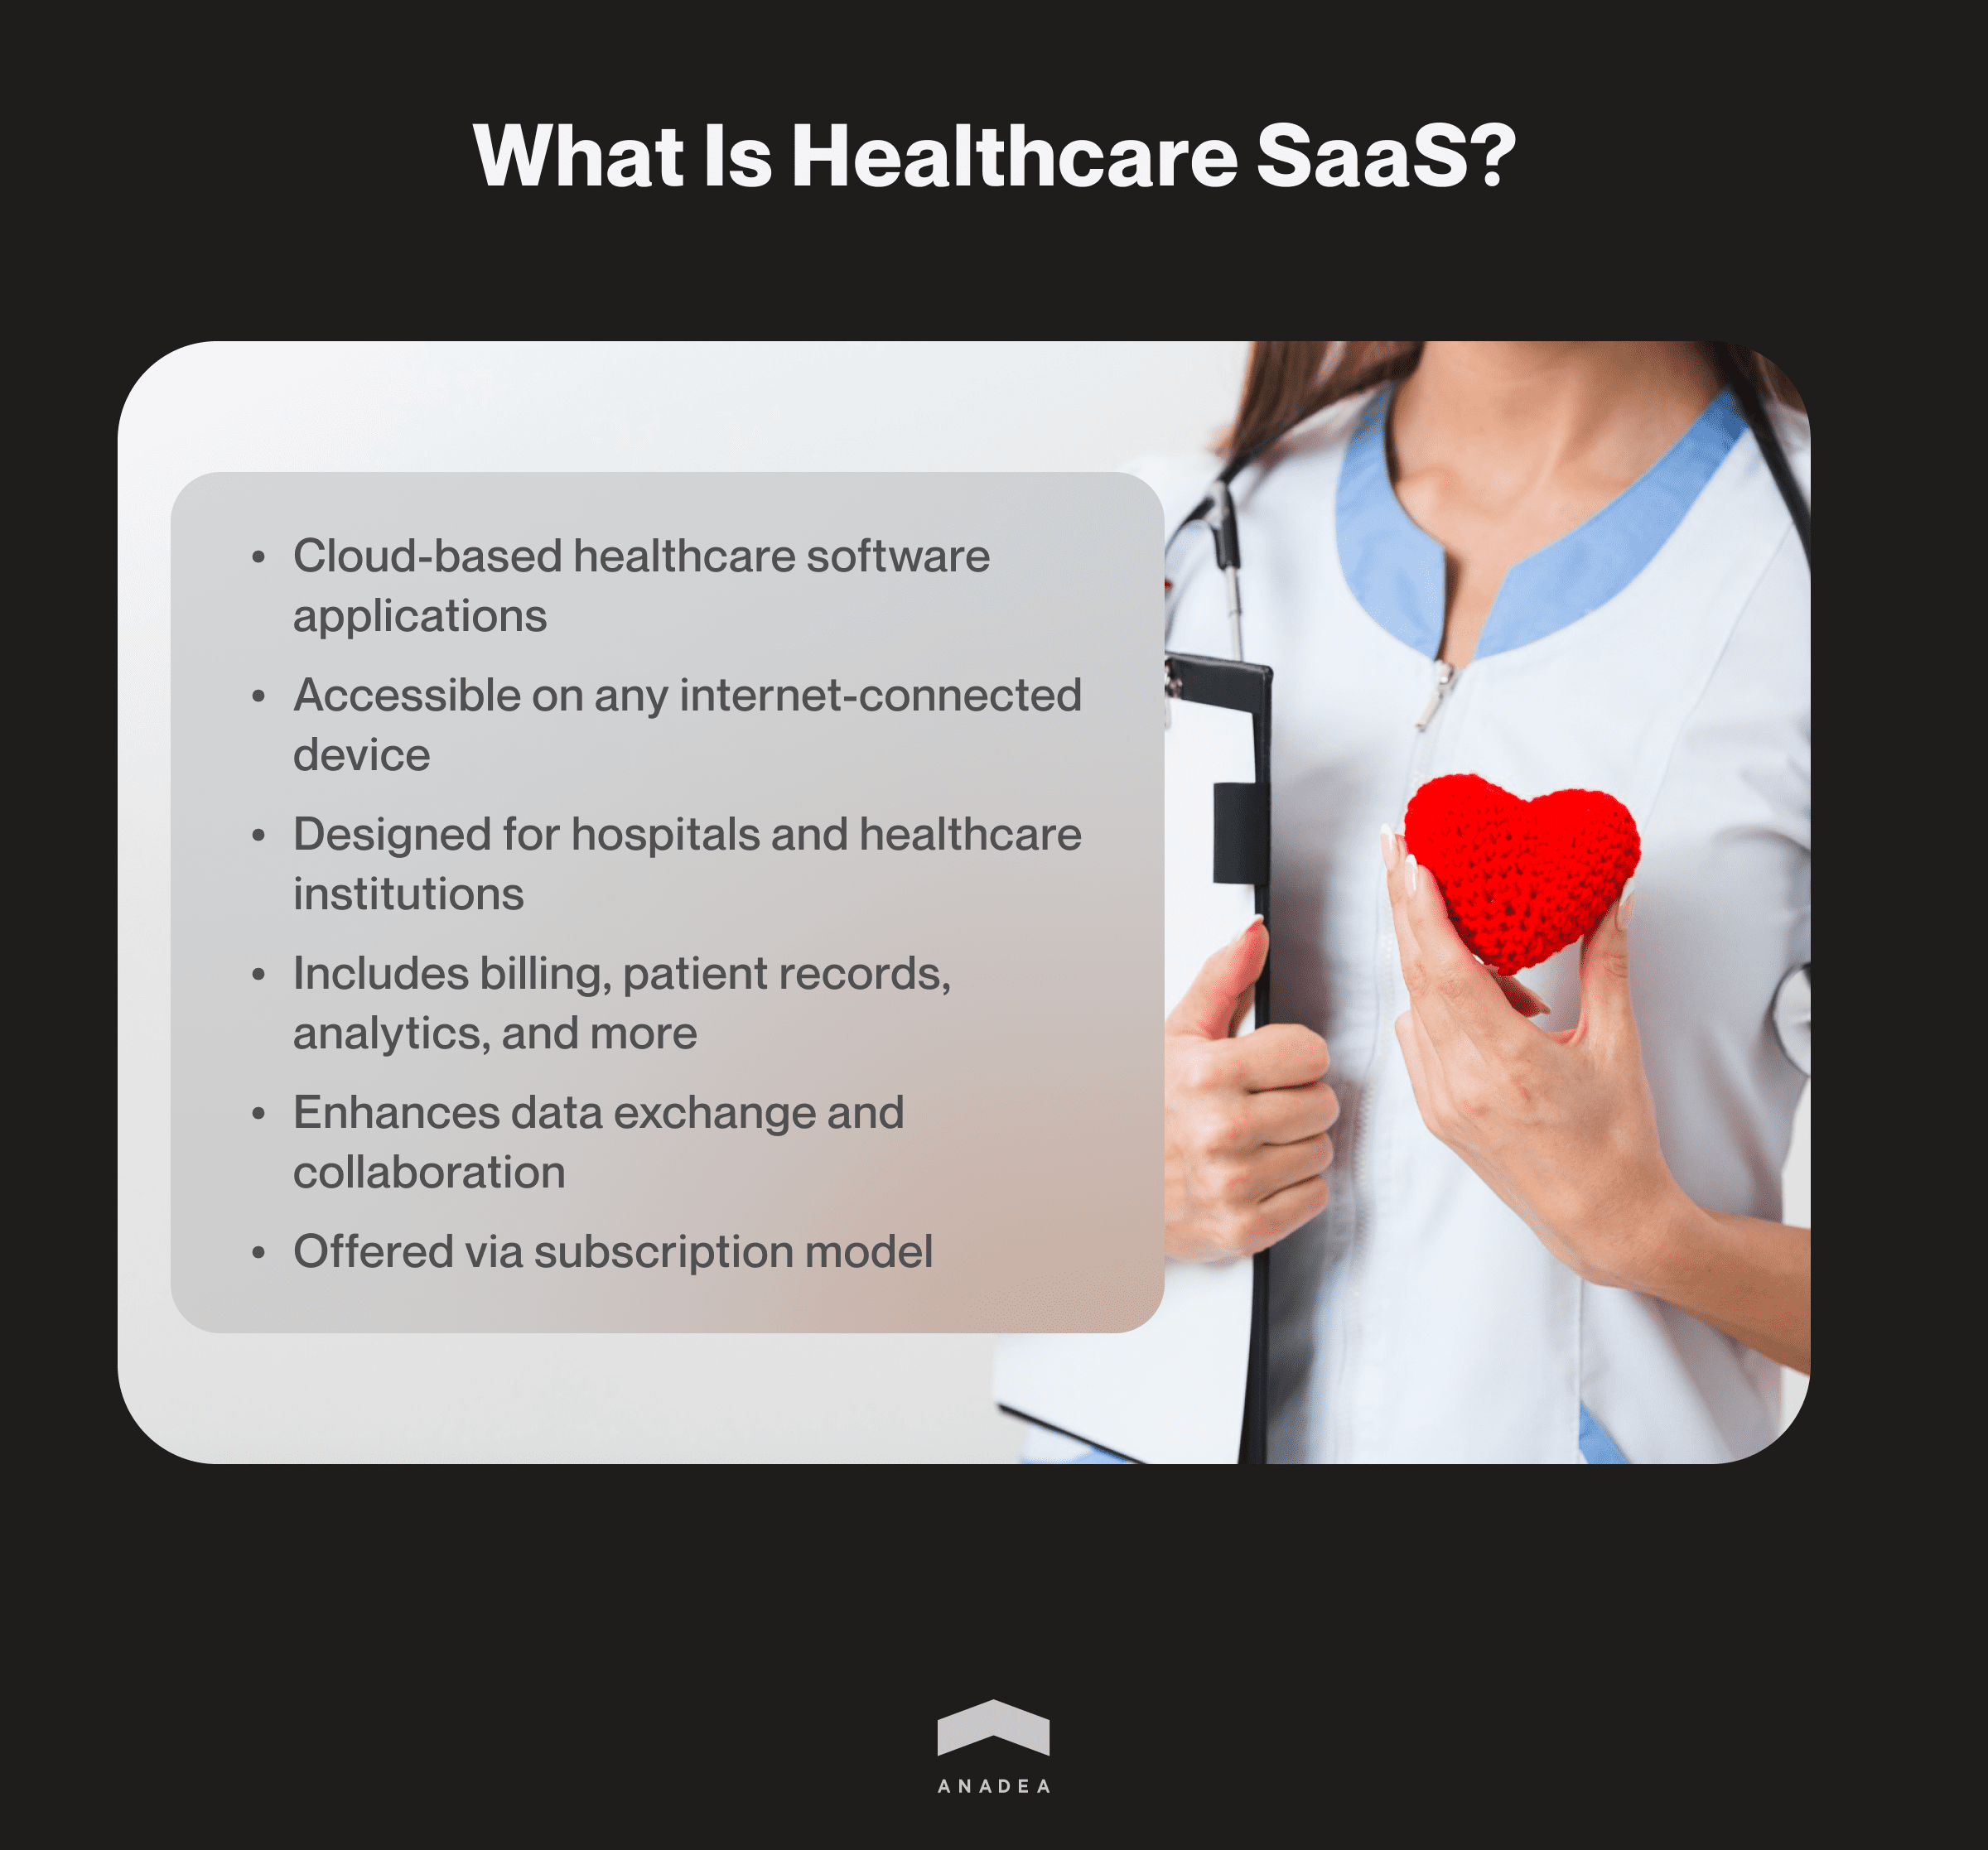 What Is Healthcare SaaS?
• Cloud-based healthcare software
applications
• Accessible on any internet-connected
device
• Designed for hospitals and healthcare
institutions
• Includes billing, patient records,
analytics, and more
• Enhances data exchange and
collaboration
• Offered via subscription model
ANADEA